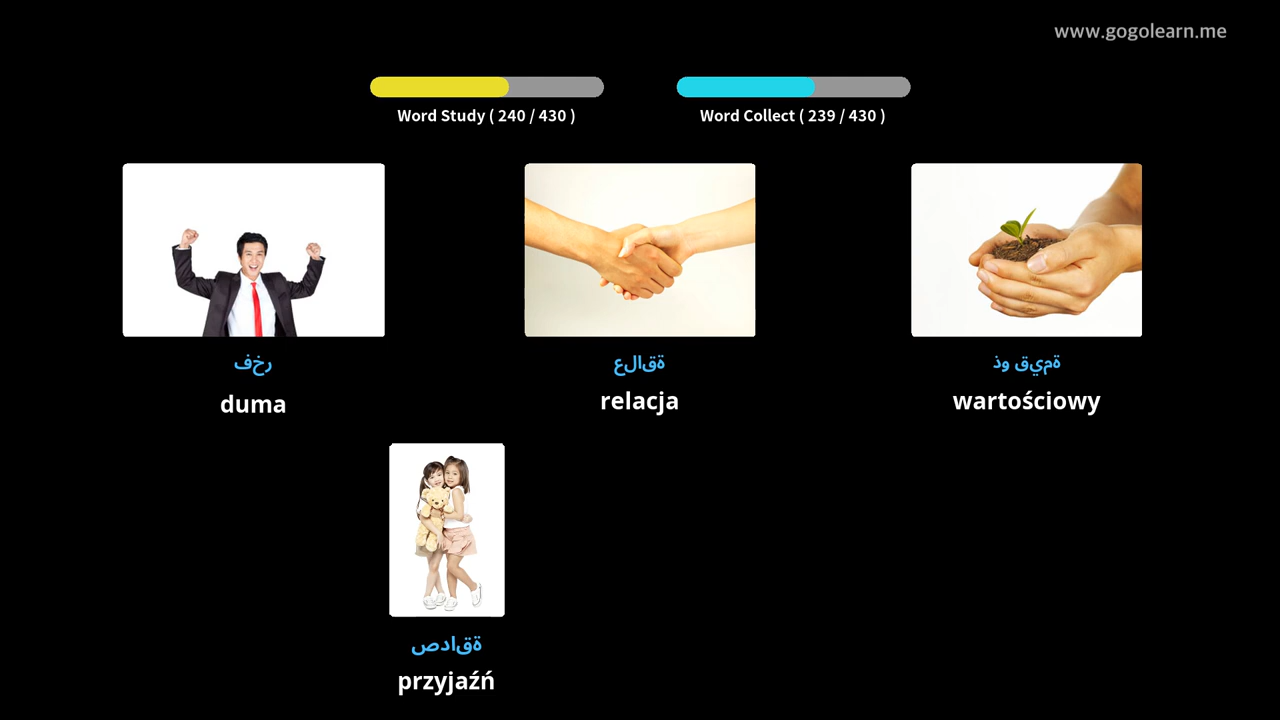 www.gogolearn.me
Word Study ( 240 / 430 )
Word Collect ( 239 / 430 )
رخف
duma
ةقالع
relacja
ةميق وذ
wartościowy
ةقادص
przyjaźń